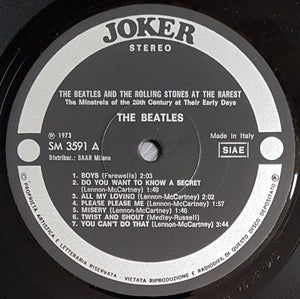 JOKER
STEREO
THE BEATLES AND THE ROLLING STONES AT THE RAREST
The Minstrels of the 20th Century at Their Early Days
THE BEATLES
Ⓟ 1973
SM 3591 A
Distribuz.: SAAR Milano
Made in Italy
SIAE
1. BOYS (Farewells) 2:03
2. DO YOU WANT TO KNOW A SECRET
(Lennon-McCartney) 1:49
3. ALL MY LOVING (Lennon-McCartney) 2:02
4. PLEASE PLEASE ME (Lennon-McCartney) 1:57
5. MISERY (Lennon-McCartney) 1:46
6. TWIST AND SHOUT (Medley-Russell)
7. YOU CAN'T DO THAT (Lennon-McCartney) 3:44
PROPRIETÀ ARTISTICA E LETTERARIA RISERVATA - VIETATA RIPRODUZIONE E RADIODIFF. DI QUESTO DISCO DEPOSITATO